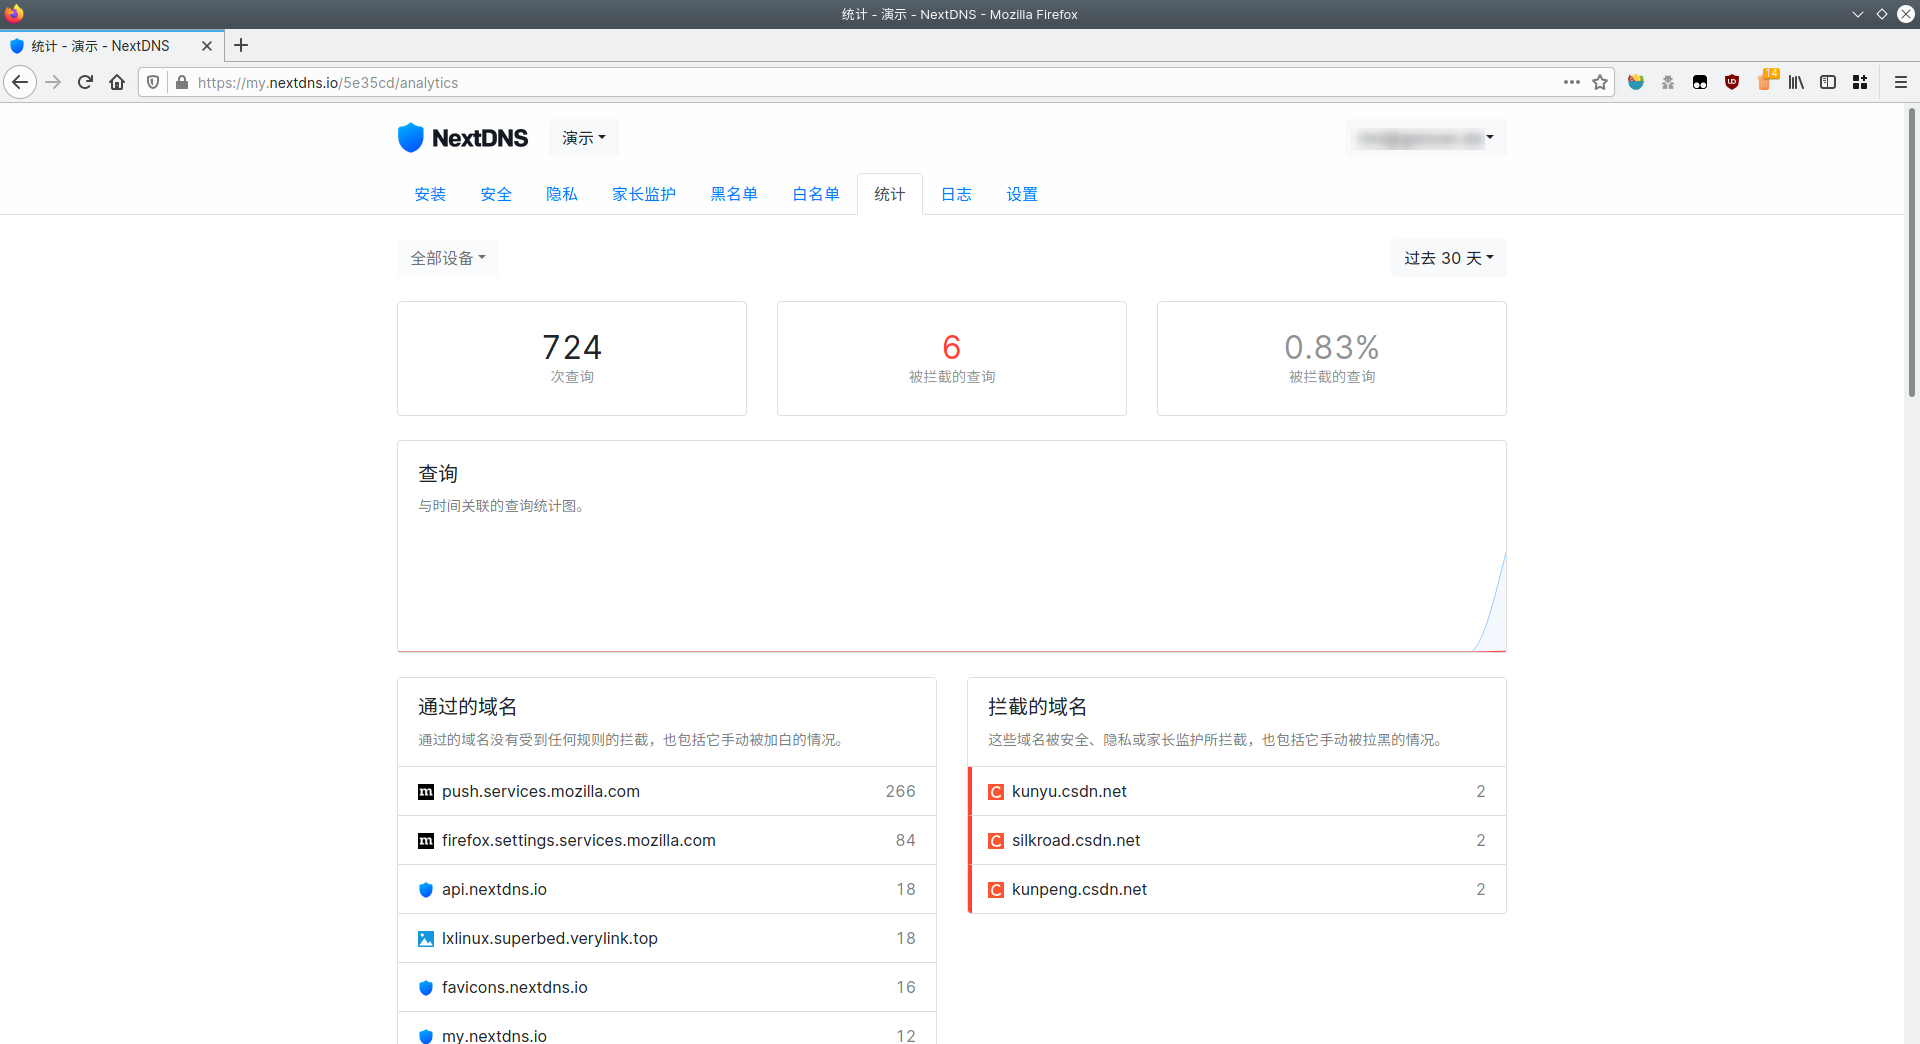 统计 - 演示 - NextDNS - Mozilla Firefox
统计 - 演示 - NextDNS
https://my.nextdns.io/5e35cd/analytics
14
NextDNS 演示
安装 安全 隐私 家长监护 黑名单 白名单 统计 日志 设置
全部设备 过去 30 天
724 6 0.83%
次查询 被拦截的查询 被拦截的查询
查询
与时间关联的查询统计图。
通过的域名
通过的域名没有受到任何规则的拦截，也包括它手动被加白的情况。
push.services.mozilla.com 266
firefox.settings.services.mozilla.com 84
api.nextdns.io 18
lxlinux.superbed.verylink.top 18
favicons.nextdns.io 16
my.nextdns.io 12
拦截的域名
这些域名被安全、隐私或家长监护所拦截，也包括它手动被拉黑的情况。
kunyu.csdn.net 2
silkroad.csdn.net 2
kunpeng.csdn.net 2